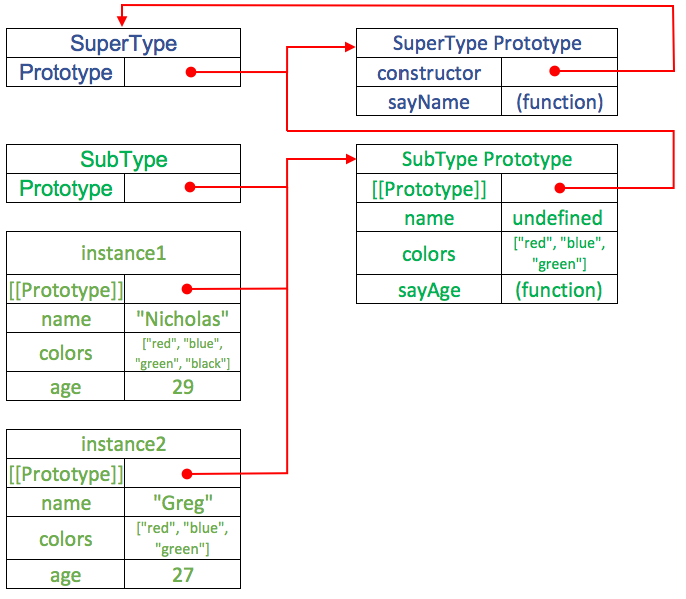 SuperType
Prototype
SuperType Prototype
constructor
sayName (function)
SubType
Prototype
SubType Prototype
[[Prototype]]
name undefined
colors ["red", "blue",
"green"]
sayAge (function)
instance1
[[Prototype]]
name "Nicholas"
colors ["red", "blue",
"green", "black"]
age 29
instance2
[[Prototype]]
name "Greg"
colors ["red", "blue",
"green"]
age 27